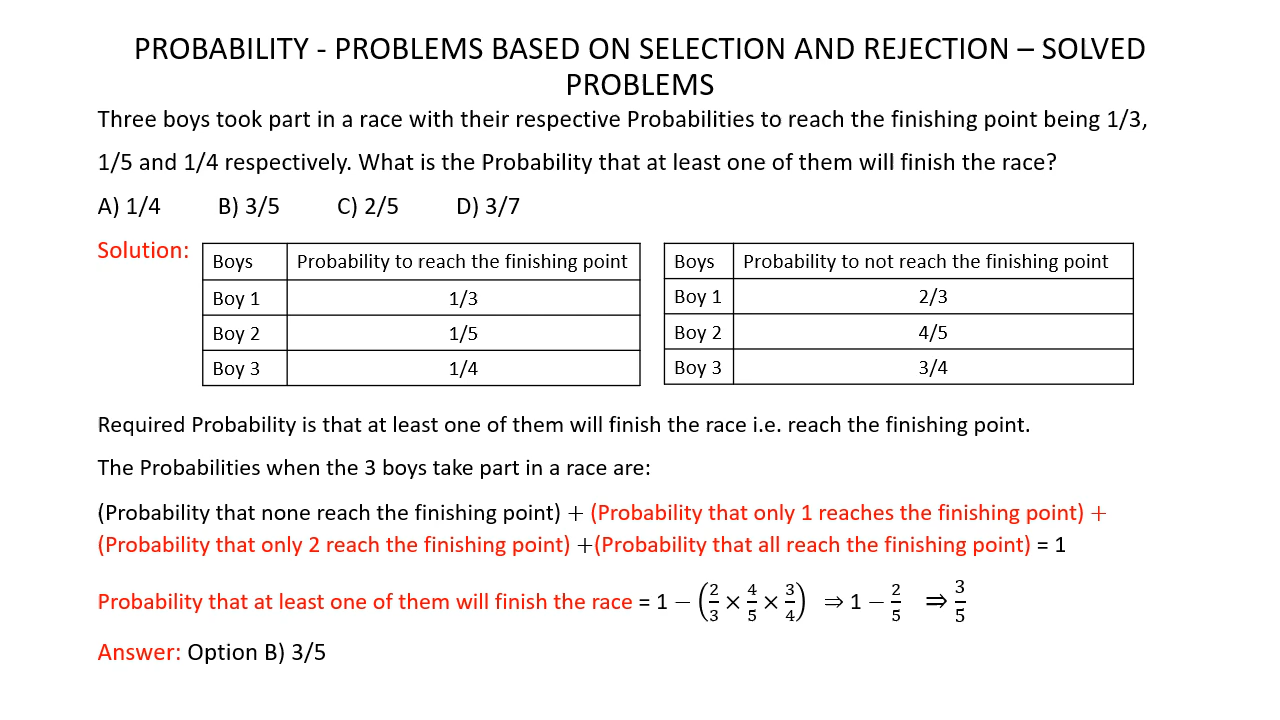 PROBABILITY - PROBLEMS BASED ON SELECTION AND REJECTION – SOLVED
PROBLEMS
Three boys took part in a race with their respective Probabilities to reach the finishing point being 1/3,
1/5 and 1/4 respectively. What is the Probability that at least one of them will finish the race?
A) 1/4 B) 3/5 C) 2/5 D) 3/7
Solution:
Boys Probability to reach the finishing point
Boy 1 1/3
Boy 2 1/5
Boy 3 1/4
Boys Probability to not reach the finishing point
Boy 1 2/3
Boy 2 4/5
Boy 3 3/4
Required Probability is that at least one of them will finish the race i.e. reach the finishing point.
The Probabilities when the 3 boys take part in a race are:
(Probability that none reach the finishing point) + (Probability that only 1 reaches the finishing point) +
(Probability that only 2 reach the finishing point) +(Probability that all reach the finishing point) = 1
Probability that at least one of them will finish the race = 1 − (2/3 × 4/5 × 3/4) ⇒ 1 − 2/5 ⇒ 3/5
Answer: Option B) 3/5